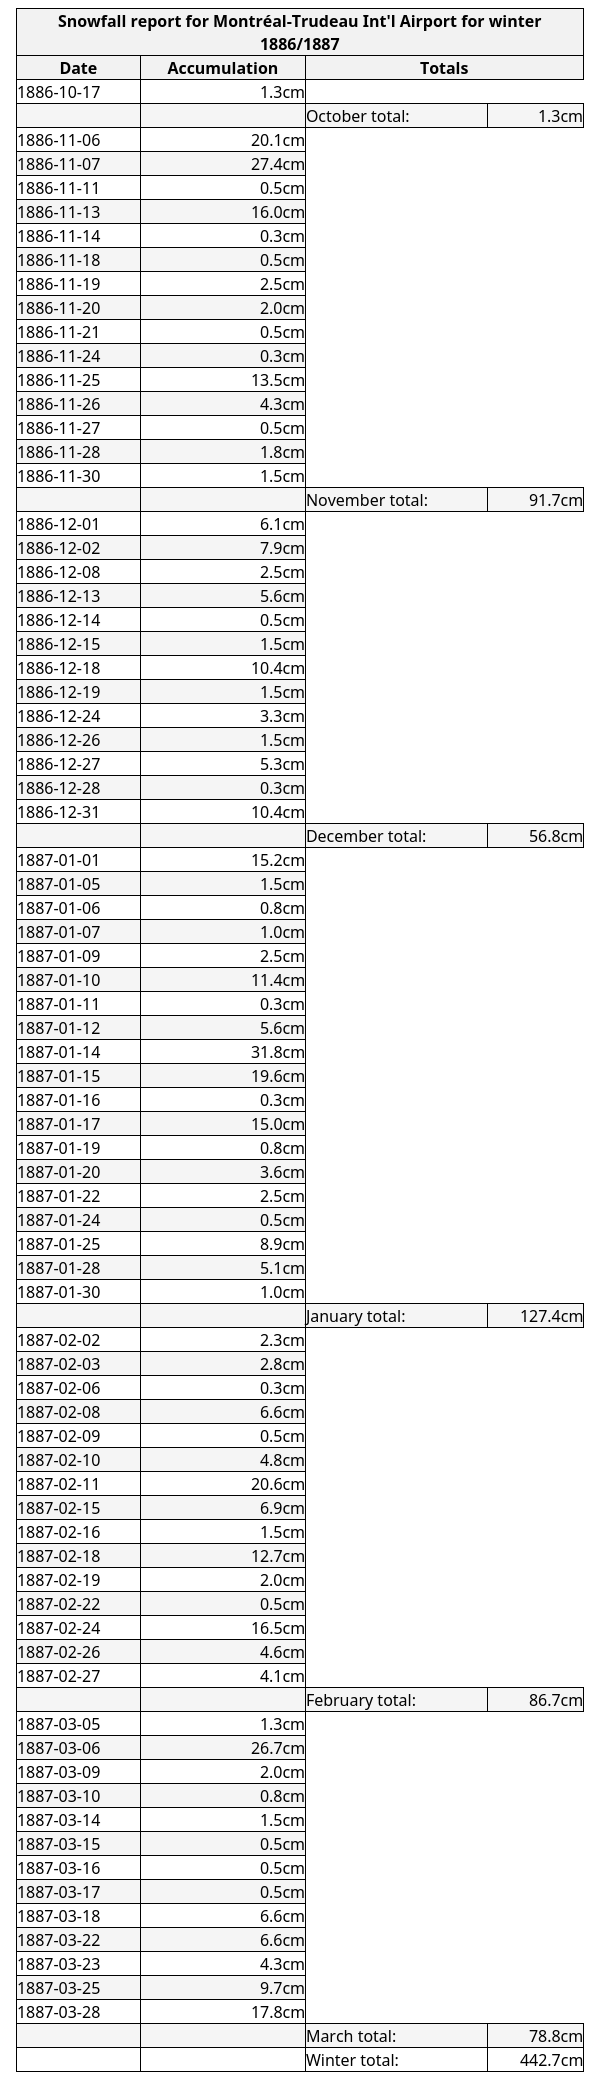 Snowfall report for Montréal-Trudeau Int'l Airport for winter
1886/1887
Date Accumulation Totals
1886-10-17 1.3cm
October total: 1.3cm
1886-11-06 20.1cm
1886-11-07 27.4cm
1886-11-11 0.5cm
1886-11-13 16.0cm
1886-11-14 0.3cm
1886-11-18 0.5cm
1886-11-19 2.5cm
1886-11-20 2.0cm
1886-11-21 0.5cm
1886-11-24 0.3cm
1886-11-25 13.5cm
1886-11-26 4.3cm
1886-11-27 0.5cm
1886-11-28 1.8cm
1886-11-30 1.5cm
November total: 91.7cm
1886-12-01 6.1cm
1886-12-02 7.9cm
1886-12-08 2.5cm
1886-12-13 5.6cm
1886-12-14 0.5cm
1886-12-15 1.5cm
1886-12-18 10.4cm
1886-12-19 1.5cm
1886-12-24 3.3cm
1886-12-26 1.5cm
1886-12-27 5.3cm
1886-12-28 0.3cm
1886-12-31 10.4cm
December total: 56.8cm
1887-01-01 15.2cm
1887-01-05 1.5cm
1887-01-06 0.8cm
1887-01-07 1.0cm
1887-01-09 2.5cm
1887-01-10 11.4cm
1887-01-11 0.3cm
1887-01-12 5.6cm
1887-01-14 31.8cm
1887-01-15 19.6cm
1887-01-16 0.3cm
1887-01-17 15.0cm
1887-01-19 0.8cm
1887-01-20 3.6cm
1887-01-22 2.5cm
1887-01-24 0.5cm
1887-01-25 8.9cm
1887-01-28 5.1cm
1887-01-30 1.0cm
January total: 127.4cm
1887-02-02 2.3cm
1887-02-03 2.8cm
1887-02-06 0.3cm
1887-02-08 6.6cm
1887-02-09 0.5cm
1887-02-10 4.8cm
1887-02-11 20.6cm
1887-02-15 6.9cm
1887-02-16 1.5cm
1887-02-18 12.7cm
1887-02-19 2.0cm
1887-02-22 0.5cm
1887-02-24 16.5cm
1887-02-26 4.6cm
1887-02-27 4.1cm
February total: 86.7cm
1887-03-05 1.3cm
1887-03-06 26.7cm
1887-03-09 2.0cm
1887-03-10 0.8cm
1887-03-14 1.5cm
1887-03-15 0.5cm
1887-03-16 0.5cm
1887-03-17 0.5cm
1887-03-18 6.6cm
1887-03-22 6.6cm
1887-03-23 4.3cm
1887-03-25 9.7cm
1887-03-28 17.8cm
March total: 78.8cm
Winter total: 442.7cm